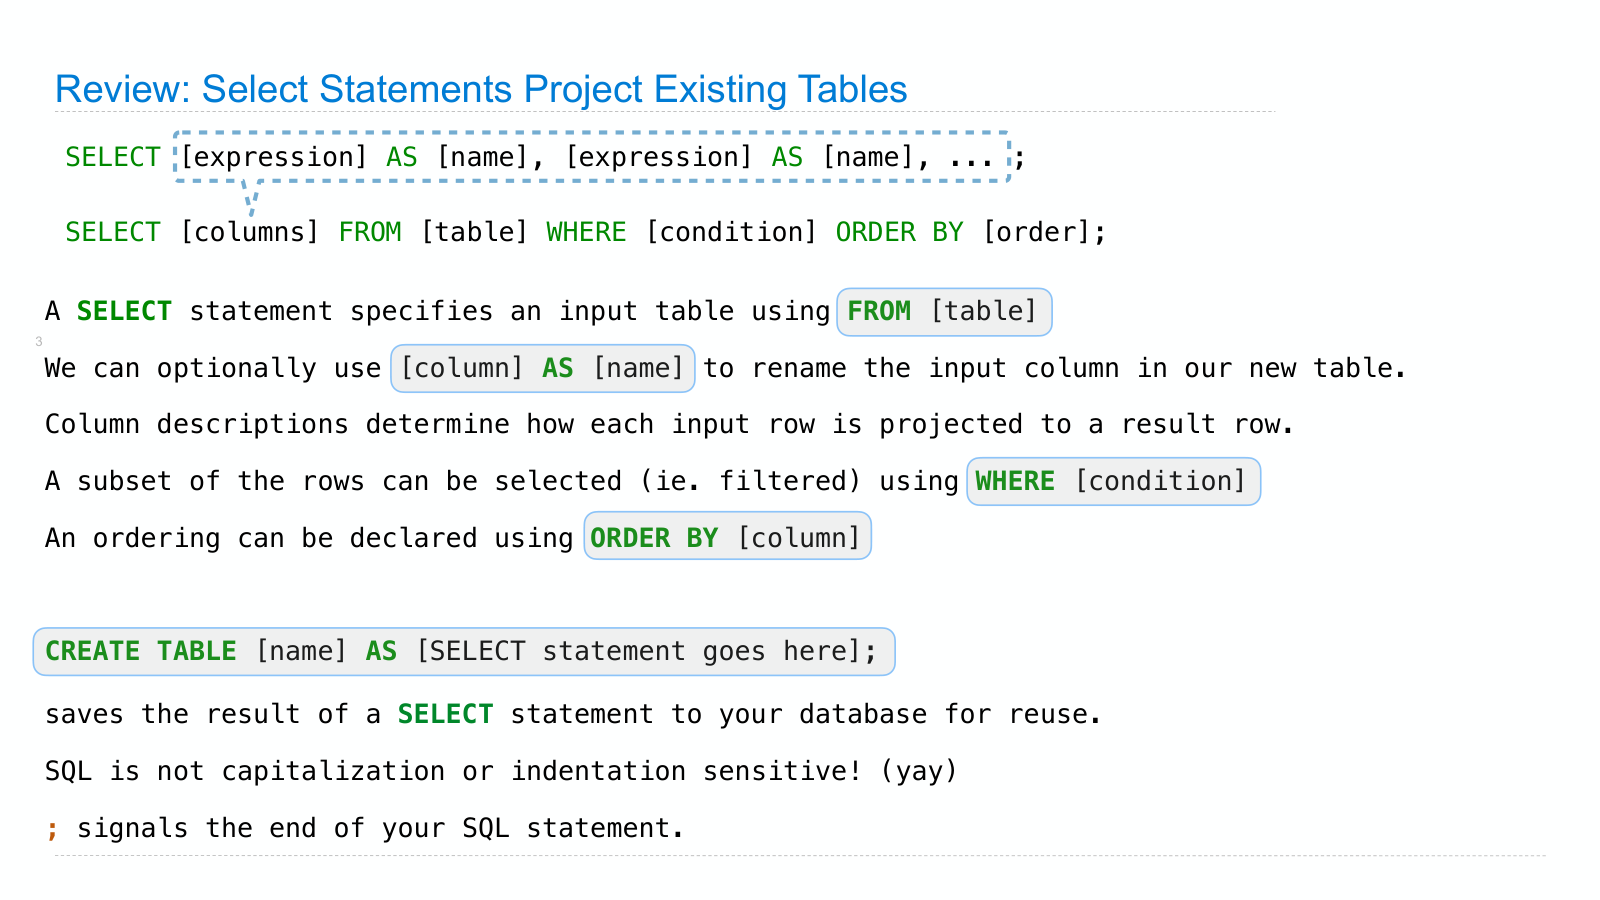 Review: Select Statements Project Existing Tables
SELECT [expression] AS [name], [expression] AS [name], ... ;
SELECT [columns] FROM [table] WHERE [condition] ORDER BY [order];
A SELECT statement specifies an input table using FROM [table]
3
We can optionally use [column] AS [name] to rename the input column in our new table.
Column descriptions determine how each input row is projected to a result row.
A subset of the rows can be selected (ie. filtered) using WHERE [condition]
An ordering can be declared using ORDER BY [column]
CREATE TABLE [name] AS [SELECT statement goes here];
saves the result of a SELECT statement to your database for reuse.
SQL is not capitalization or indentation sensitive! (yay)
; signals the end of your SQL statement.